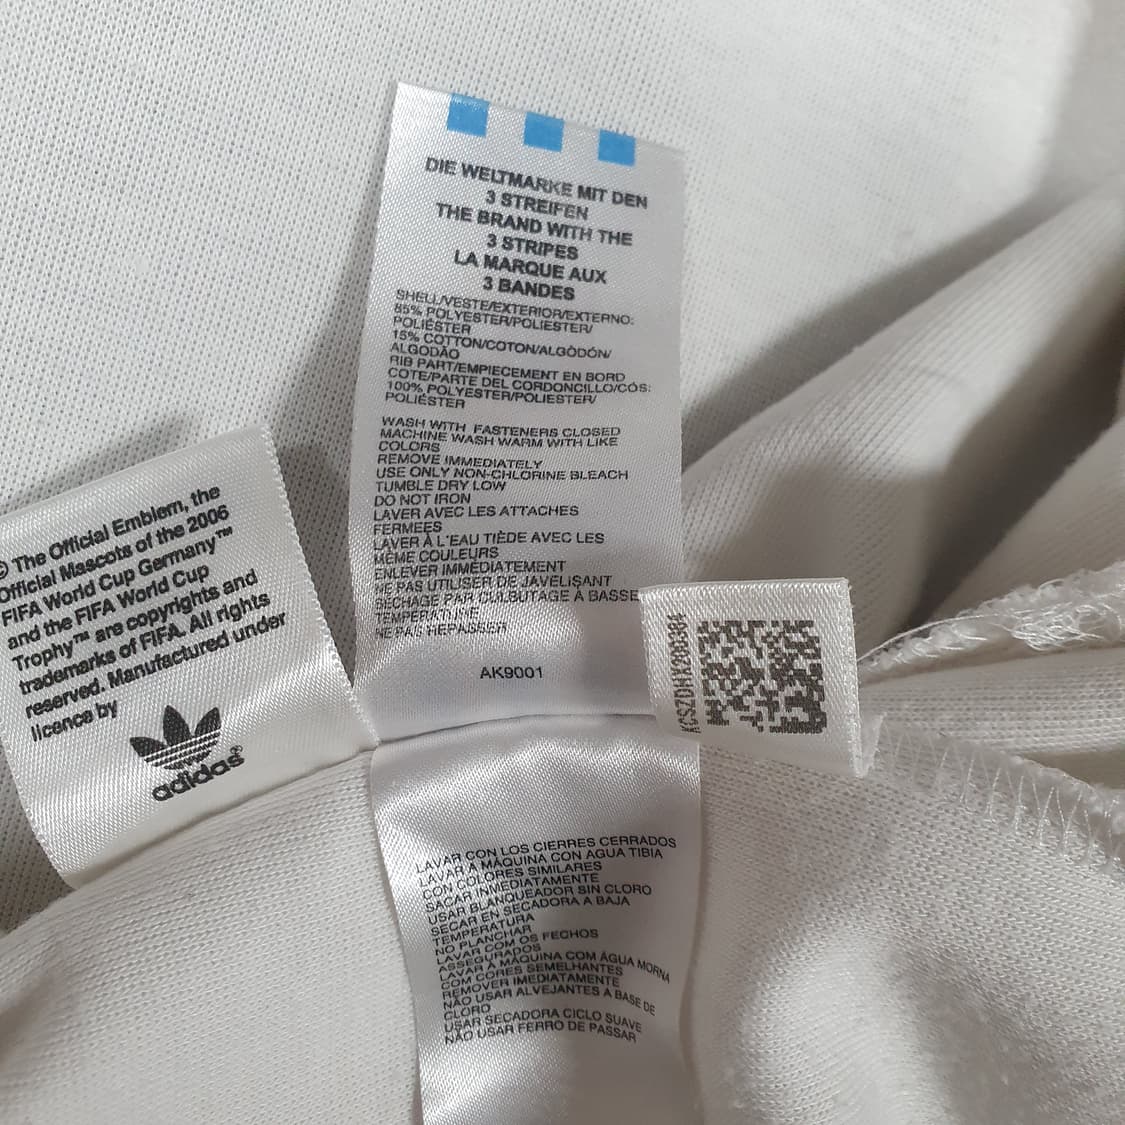 © The Official Emblem, the
Official Mascots of the 2006
FIFA World Cup Germany™
and the FIFA World Cup
Trophy™ are copyrights and
trademarks of FIFA. All rights
reserved. Manufactured under
licence by
adidas®
DIE WELTMARKE MIT DEN
3 STREIFEN
THE BRAND WITH THE
3 STRIPES
LA MARQUE AUX
3 BANDES
SHELL/VESTE/EXTERIOR/EXTERNO:
85% POLYESTER/POLIESTER/
POLIÉSTER
15% COTTON/COTON/ALGÒDÓN/
ALGODÃO
RIB PART/EMPIECEMENT EN BORD
COTE/PARTE DEL CORDONCILLO/CÓS:
100% POLYESTER/POLIESTER/
POLIÉSTER
WASH WITH FASTENERS CLOSED
MACHINE WASH WARM WITH LIKE
COLORS
REMOVE IMMEDIATELY
USE ONLY NON-CHLORINE BLEACH
TUMBLE DRY LOW
DO NOT IRON
LAVER AVEC LES ATTACHES
FERMEES
LAVER À L'EAU TIÈDE AVEC LES
MÊME COULEURS
ENLEVER IMMÉDIATEMENT
NE PAS UTILISER DE JAVELISANT
SECHAGE PAR CULBUTAGE À BASSE
TEMPERATURE
NE PAS REPASSER
AK9001
LAVAR CON LOS CIERRES CERRADOS
LAVAR A MÁQUINA CON AGUA TIBIA
CON COLORES SIMILARES
SACAR INMEDIATAMENTE
USAR BLANQUEADOR SIN CLORO
SECAR EN SECADORA A BAJA
TEMPERATURA
NO PLANCHAR
LAVAR COM OS FECHOS
ASSEGURADOS
LAVAR À MÁQUINA COM ÁGUA MORNA
COM CORES SEMELHANTES
REMOVER IMEDIATAMENTE
NÃO USAR ALVEJANTES A BASE DE
CLORO
USAR SECADORA CICLO SUAVE
NÃO USAR FERRO DE PASSAR